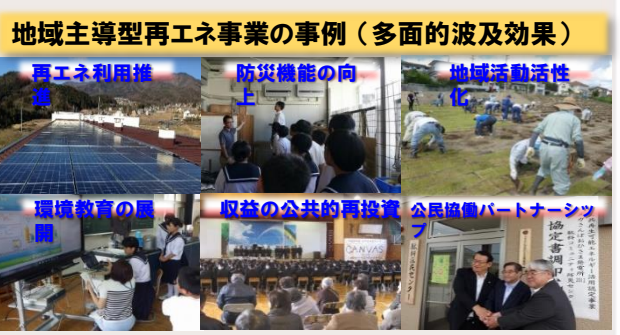 地域主導型再エネ事業の事例（多面的波及効果）
再エネ利用推
進
防災機能の向
上
地域活動活性
化
環境教育の展
開
収益の公共的再投資
公民協働パートナーシッ
プ
CANVAS
協定書調印